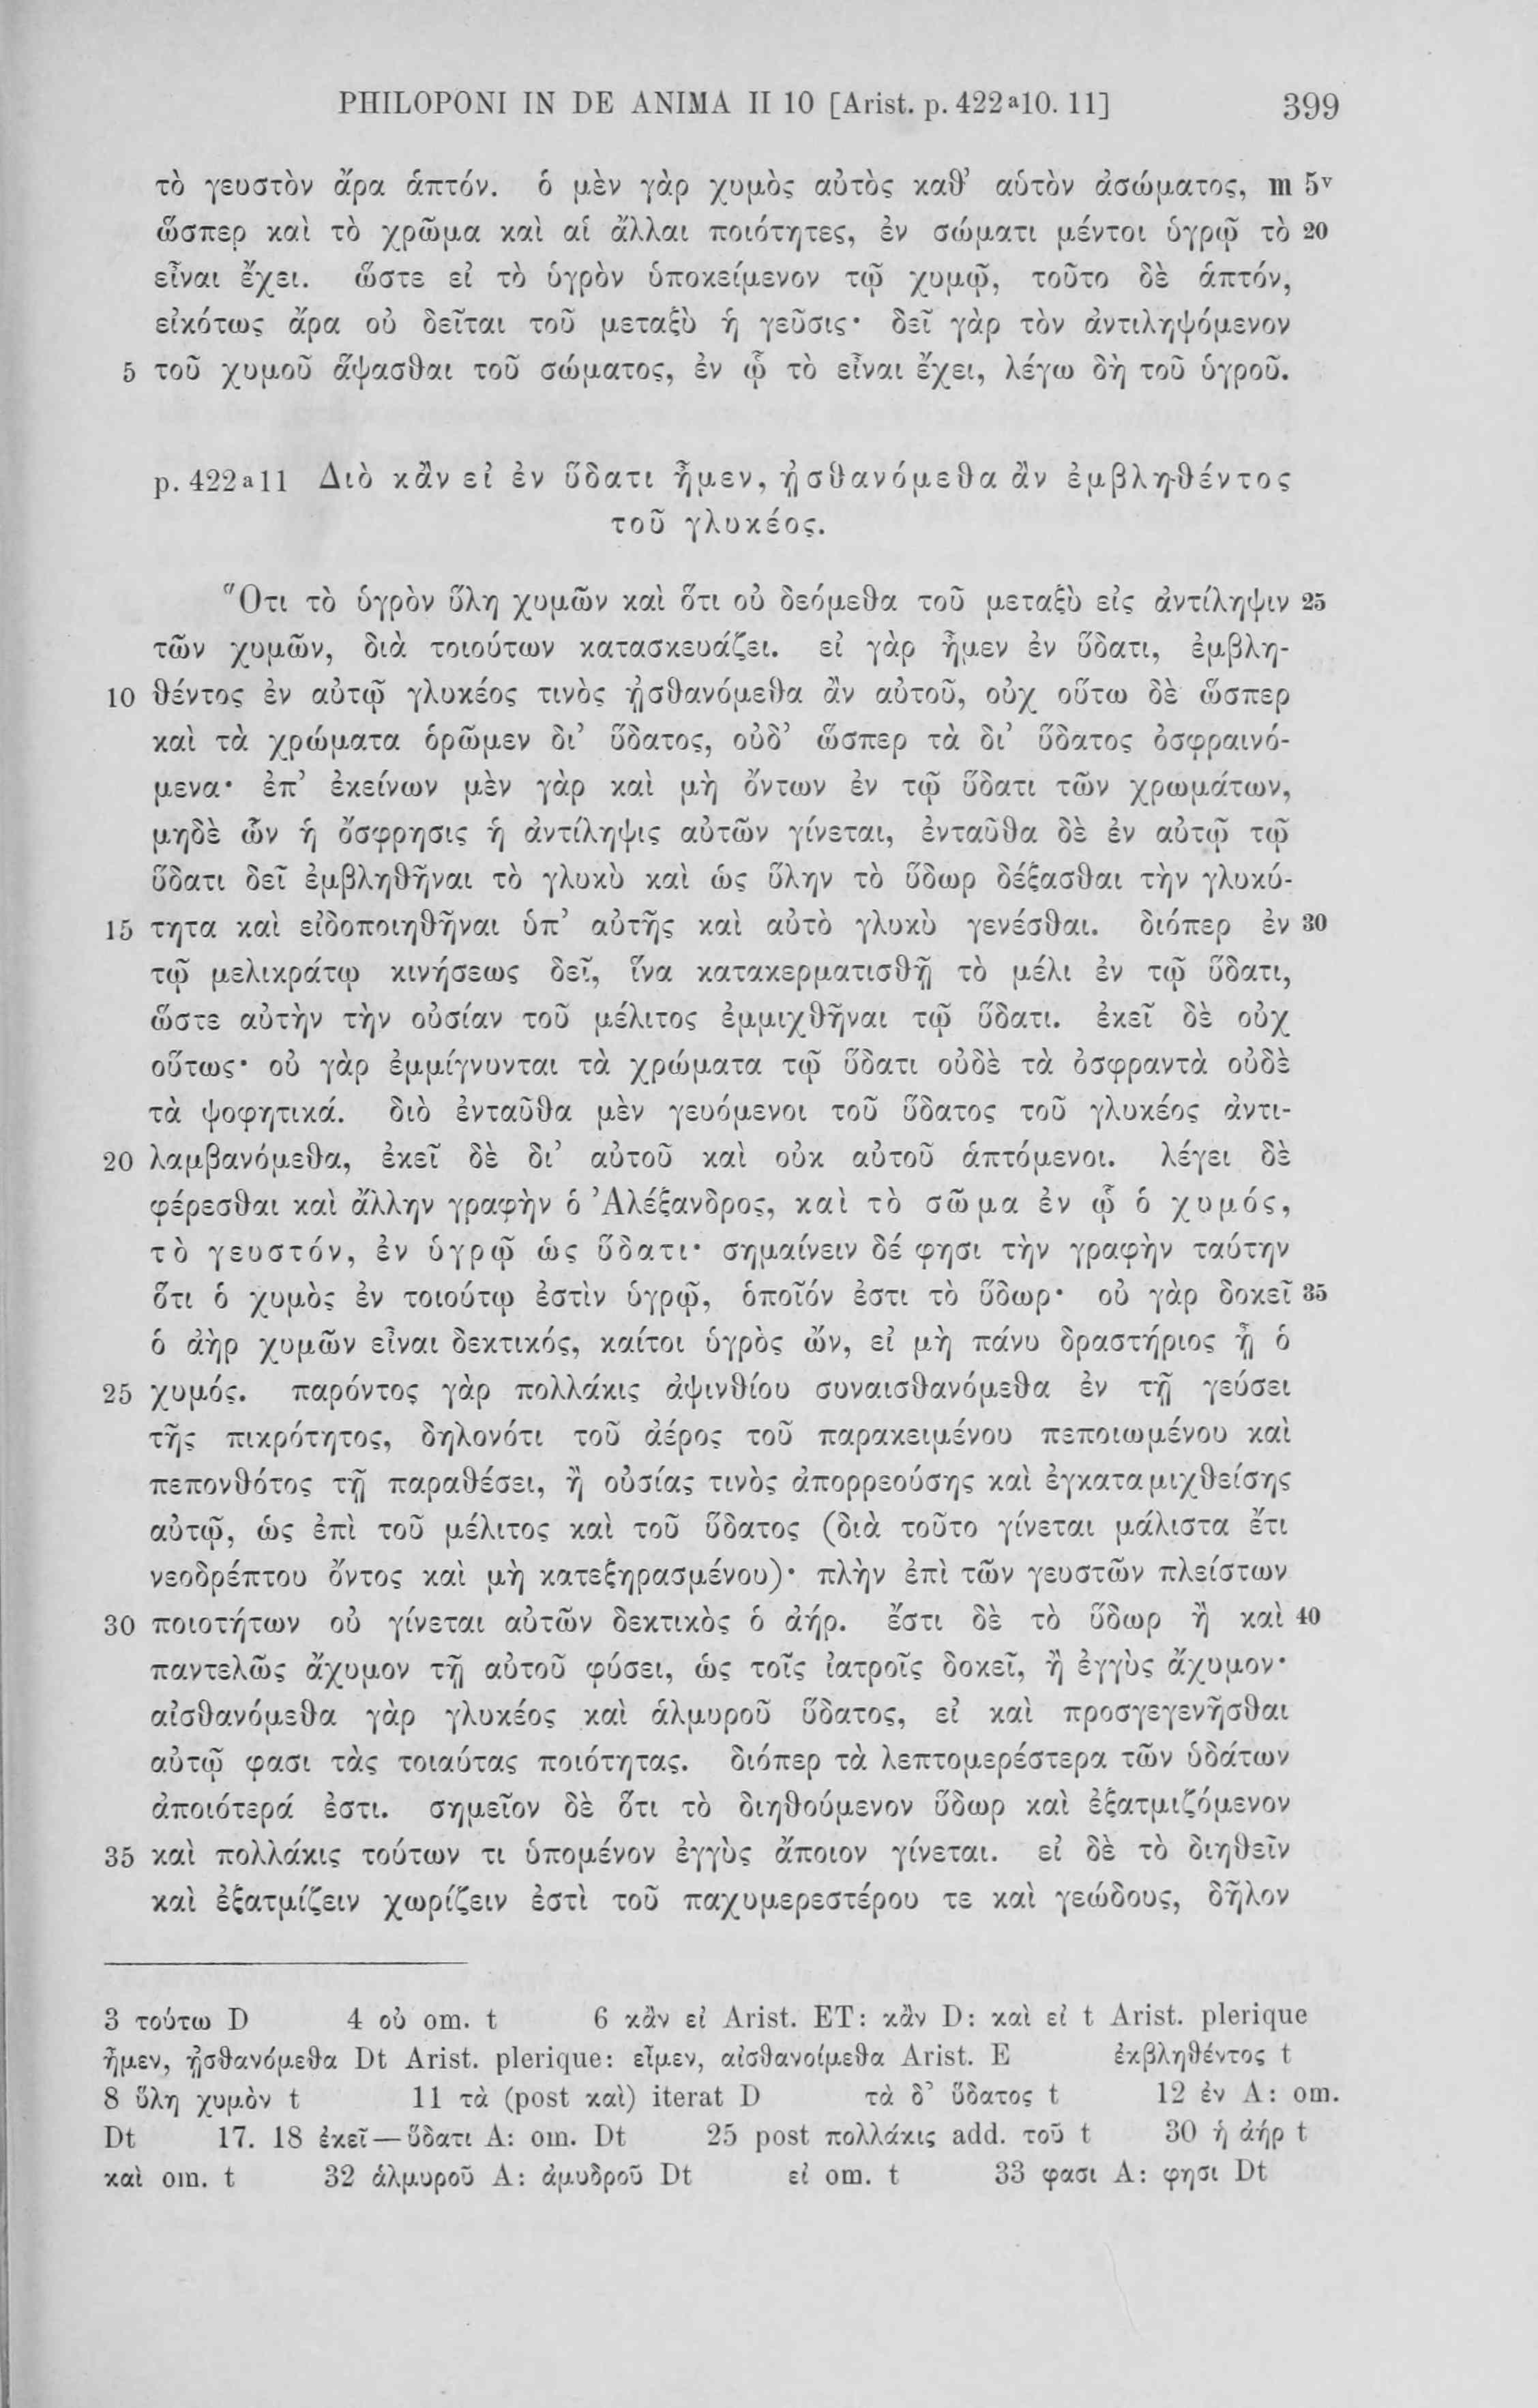 PHILOPONI IN DE ANIMA II 10 [Arist. p. 422ᵃ10. 11] 399
τὸ γευστὸν ἄρα ἁπτόν. ὁ μὲν γὰρ χυμὸς αὐτὸς καθ’ αὑτὸν ἀσώματος, m 5ᵛ
ὥσπερ καὶ τὸ χρῶμα καὶ αἱ ἄλλαι ποιότητες, ἐν σώματι μέντοι ὑγρῷ τὸ 20
εἶναι ἔχει. ὥστε εἰ τὸ ὑγρὸν ὑποκείμενον τῷ χυμῷ, τοῦτο δὲ ἁπτόν,
εἰκότως ἄρα οὐ δεῖται τοῦ μεταξὺ ἡ γεῦσις· δεῖ γὰρ τὸν ἀντιληψόμενον
5 τοῦ χυμοῦ ἅψασθαι τοῦ σώματος, ἐν ᾧ τὸ εἶναι ἔχει, λέγω δὴ τοῦ ὑγροῦ.
p. 422ᵃ11 Διὸ κἂν εἰ ἐν ὕδατι ἦμεν, ᾐσθανόμεθα ἂν ἐμβληθέντος
τοῦ γλυκέος.
Ὅτι τὸ ὑγρὸν ὕλη χυμῶν καὶ ὅτι οὐ δεόμεθα τοῦ μεταξὺ εἰς ἀντίληψιν 25
τῶν χυμῶν, διὰ τοιούτων κατασκευάζει. εἰ γὰρ ἦμεν ἐν ὕδατι, ἐμβλη-
10 θέντος ἐν αὐτῷ γλυκέος τινὸς ᾐσθανόμεθα ἂν αὐτοῦ, οὐχ οὕτω δὲ ὥσπερ
καὶ τὰ χρώματα ὁρῶμεν δι’ ὕδατος, οὐδ’ ὥσπερ τὰ δι’ ὕδατος ὀσφραινό-
μενα· ἐπ’ ἐκείνων μὲν γὰρ καὶ μὴ ὄντων ἐν τῷ ὕδατι τῶν χρωμάτων,
μηδὲ ὧν ἡ ὄσφρησις ἡ ἀντίληψις αὐτῶν γίνεται, ἐνταῦθα δὲ ἐν αὐτῷ τῷ
ὕδατι δεῖ ἐμβληθῆναι τὸ γλυκὺ καὶ ὡς ὕλην τὸ ὕδωρ δέξασθαι τὴν γλυκύ-
15 τητα καὶ εἰδοποιηθῆναι ὑπ’ αὐτῆς καὶ αὐτὸ γλυκὺ γενέσθαι. διόπερ ἐν 30
τῷ μελικράτῳ κινήσεως δεῖ, ἵνα κατακερματισθῇ τὸ μέλι ἐν τῷ ὕδατι,
ὥστε αὐτὴν τὴν οὐσίαν τοῦ μέλιτος ἐμμιχθῆναι τῷ ὕδατι. ἐκεῖ δὲ οὐχ
οὕτως· οὐ γὰρ ἐμμίγνυνται τὰ χρώματα τῷ ὕδατι οὐδὲ τὰ ὀσφραντὰ οὐδὲ
τὰ ψοφητικά. διὸ ἐνταῦθα μὲν γευόμενοι τοῦ ὕδατος τοῦ γλυκέος ἀντι-
20 λαμβανόμεθα, ἐκεῖ δὲ δι’ αὐτοῦ καὶ οὐκ αὐτοῦ ἁπτόμενοι. λέγει δὲ
φέρεσθαι καὶ ἄλλην γραφὴν ὁ Ἀλέξανδρος, καὶ τὸ σῶμα ἐν ᾧ ὁ χυμός,
τὸ γευστόν, ἐν ὑγρῷ ὡς ὕδατι· σημαίνειν δέ φησι τὴν γραφὴν ταύτην
ὅτι ὁ χυμὸς ἐν τοιούτῳ ἐστὶν ὑγρῷ, ὁποῖόν ἐστι τὸ ὕδωρ· οὐ γὰρ δοκεῖ 35
ὁ ἀὴρ χυμῶν εἶναι δεκτικός, καίτοι ὑγρὸς ὤν, εἰ μὴ πάνυ δραστήριος ᾖ ὁ
25 χυμός. παρόντος γὰρ πολλάκις ἀψινθίου συναισθανόμεθα ἐν τῇ γεύσει
τῆς πικρότητος, δηλονότι τοῦ ἀέρος τοῦ παρακειμένου πεποιωμένου καὶ
πεπονθότος τῇ παραθέσει, ἢ οὐσίας τινὸς ἀπορρεούσης καὶ ἐγκαταμιχθείσης
αὐτῷ, ὡς ἐπὶ τοῦ μέλιτος καὶ τοῦ ὕδατος (διὰ τοῦτο γίνεται μάλιστα ἔτι
νεοδρέπτου ὄντος καὶ μὴ κατεξηρασμένου)· πλὴν ἐπὶ τῶν γευστῶν πλείστων
30 ποιοτήτων οὐ γίνεται αὐτῶν δεκτικὸς ὁ ἀήρ. ἔστι δὲ τὸ ὕδωρ ἢ καὶ 40
παντελῶς ἄχυμον τῇ αὐτοῦ φύσει, ὡς τοῖς ἰατροῖς δοκεῖ, ἢ ἐγγὺς ἄχυμον·
αἰσθανόμεθα γὰρ γλυκέος καὶ ἁλμυροῦ ὕδατος, εἰ καὶ προσγεγενῆσθαι
αὐτῷ φασι τὰς τοιαύτας ποιότητας. διόπερ τὰ λεπτομερέστερα τῶν ὑδάτων
ἀποιότερά ἐστι. σημεῖον δὲ ὅτι τὸ διηθούμενον ὕδωρ καὶ ἐξατμιζόμενον
35 καὶ πολλάκις τούτων τι ὑπομένον ἐγγὺς ἄποιον γίνεται. εἰ δὲ τὸ διηθεῖν
καὶ ἐξατμίζειν χωρίζειν ἐστὶ τοῦ παχυμερεστέρου τε καὶ γεώδους, δῆλον
3 τούτω D 4 οὐ om. t 6 κἂν εἰ Arist. ET: κἂν D: καὶ εἰ t Arist. plerique
ἦμεν, ᾐσθανόμεθα Dt Arist. plerique: εἶμεν, αἰσθανοίμεθα Arist. E ἐκβληθέντος t
8 ὕλη χυμὸν t 11 τὰ (post καὶ) iterat D τὰ δ’ ὕδατος t 12 ἐν A: om.
Dt 17. 18 ἐκεῖ—ὕδατι A: om. Dt 25 post πολλάκις add. τοῦ t 30 ἡ ἀήρ t
καὶ om. t 32 ἁλμυροῦ A: ἀμυδροῦ Dt εἰ om. t 33 φασι A: φησι Dt